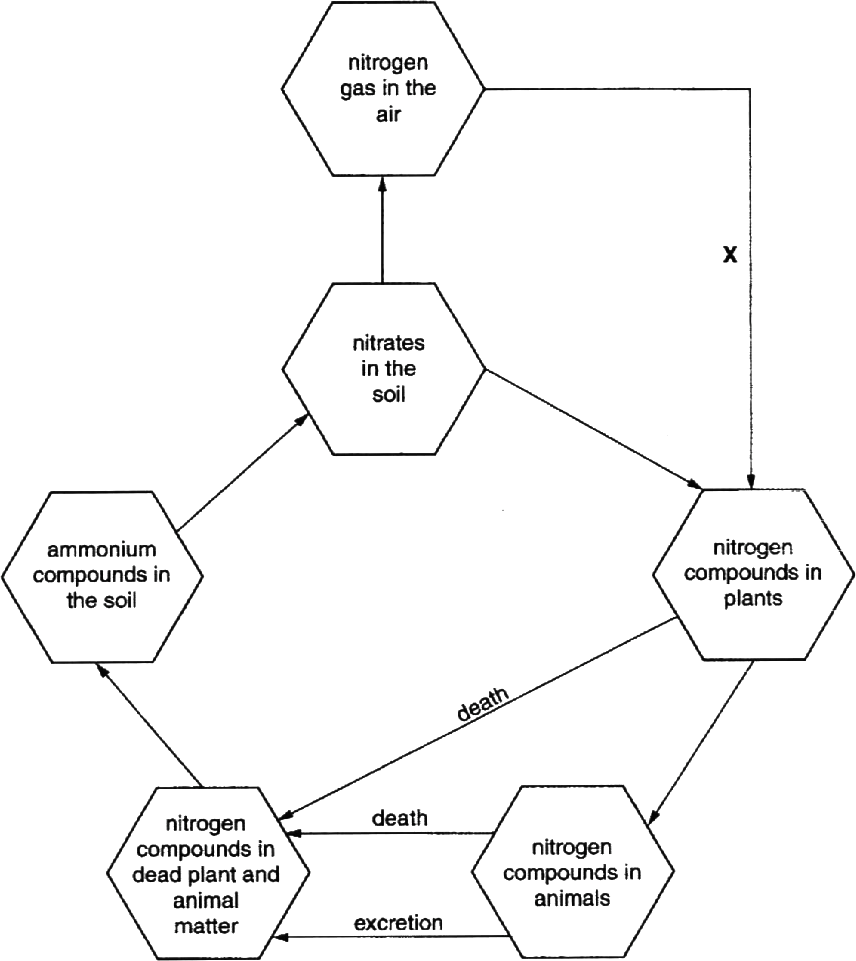 nitrogen
gas in the
air
X
nitrates
in the
soil
ammonium
compounds in
the soil
nitrogen
compounds in
plants
death
nitrogen
compounds in
dead plant and
animal
matter
death
excretion
nitrogen
compounds in
animals